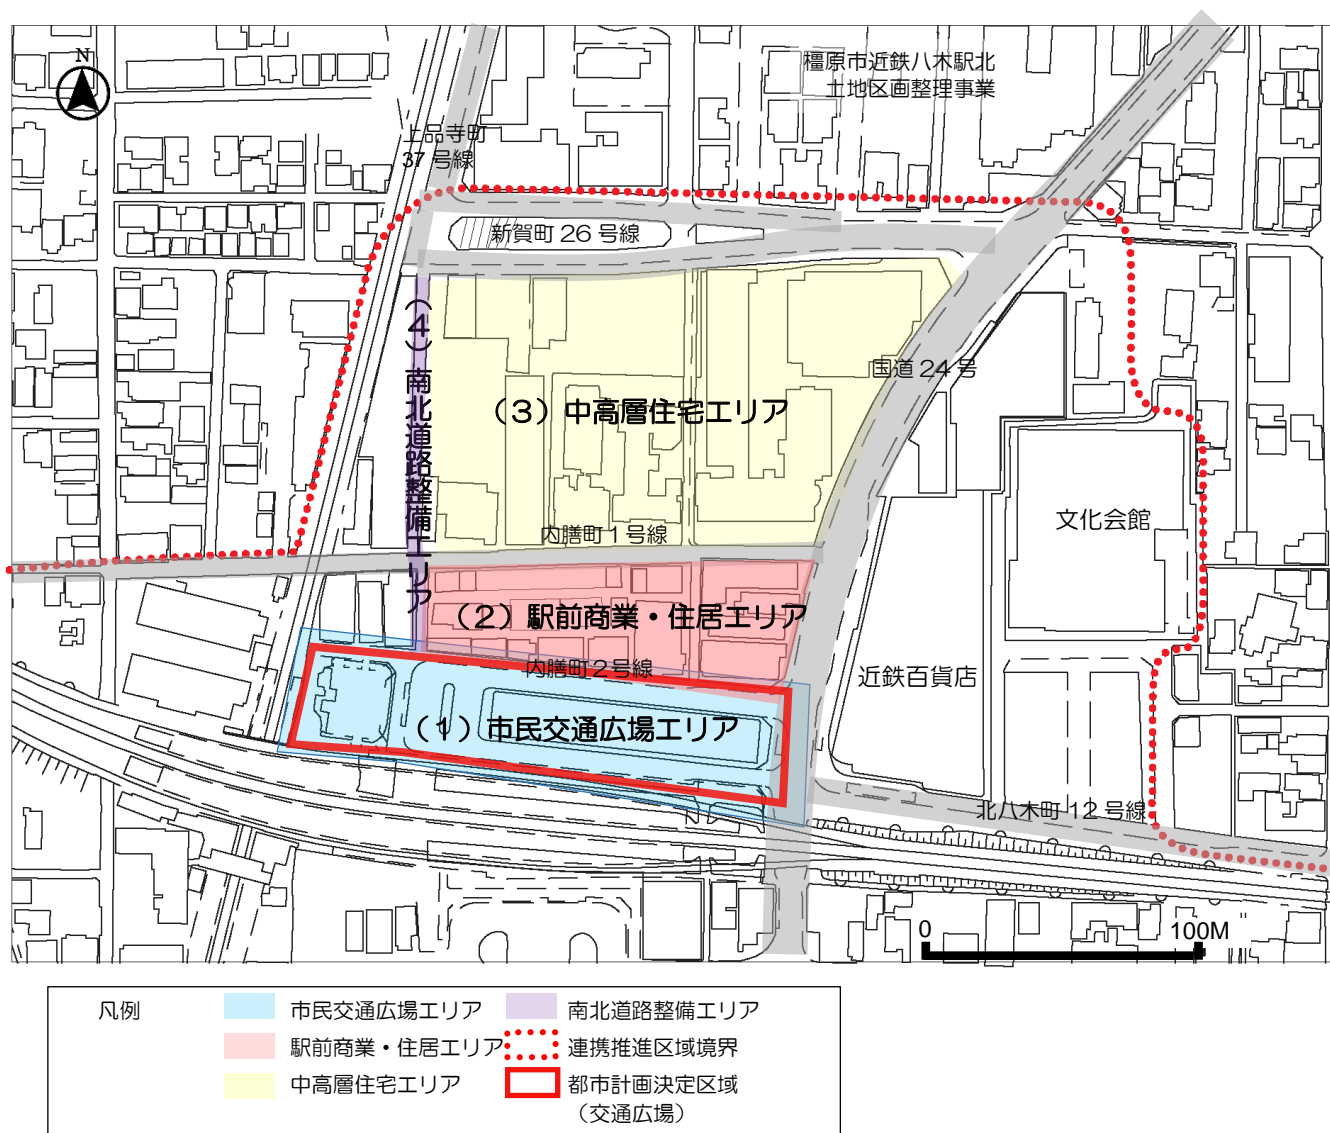 N
橿原市近鉄八木駅北
土地区画整理事業
上品寺町
37号線
新賀町26号線
国道24号
(4)南北道路整備エリア
(3)中高層住宅エリア
文化会館
内膳町1号線
(2)駅前商業・住居エリア
内膳町2号線
近鉄百貨店
(1)市民交通広場エリア
北八木町12号線
0 100M
凡例
市民交通広場エリア
南北道路整備エリア
駅前商業・住居エリア
連携推進区域境界
中高層住宅エリア
都市計画決定区域
(交通広場)